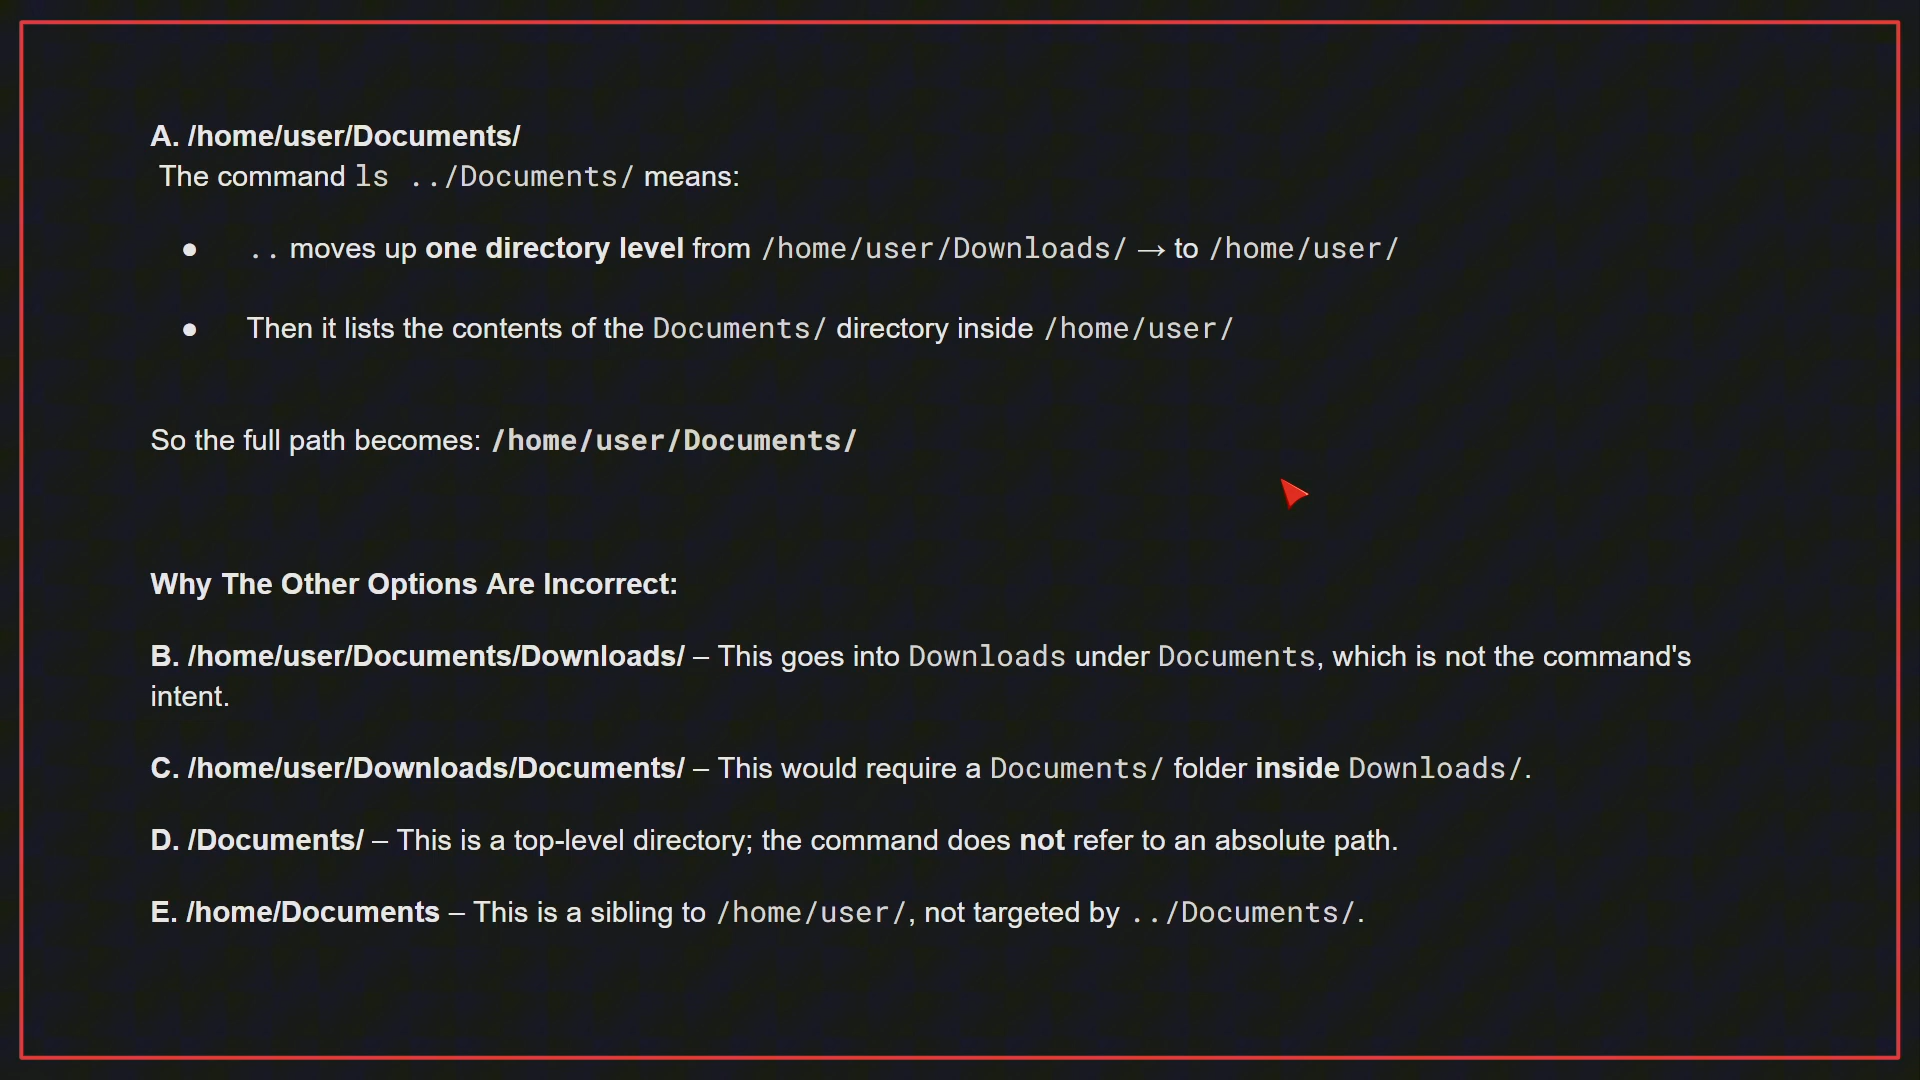 A. /home/user/Documents/
The command ls ../Documents/ means:
● .. moves up one directory level from /home/user/Downloads/ → to /home/user/
● Then it lists the contents of the Documents/ directory inside /home/user/
So the full path becomes: /home/user/Documents/
Why The Other Options Are Incorrect:
B. /home/user/Documents/Downloads/ – This goes into Downloads under Documents, which is not the command's
intent.
C. /home/user/Downloads/Documents/ – This would require a Documents/ folder inside Downloads/.
D. /Documents/ – This is a top-level directory; the command does not refer to an absolute path.
E. /home/Documents – This is a sibling to /home/user/, not targeted by ../Documents/.